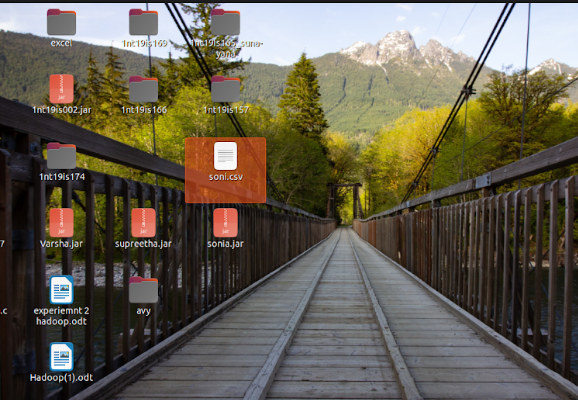 excel
1nt19is169
1nt19is165_suna-
yana
1nt19is002.jar
1nt19is166
1nt19is157
1nt19is174
soni.csv
7
Varsha.jar
supreetha.jar
sonia.jar
.c
experiemnt 2
hadoop.odt
avy
Hadoop(1).odt